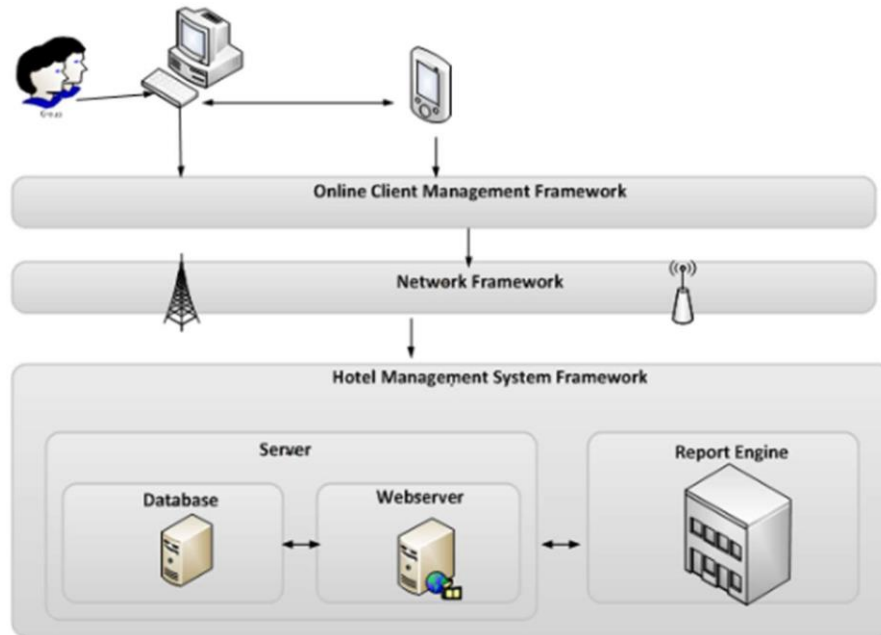 Online Client Management Framework
Network Framework
Hotel Management System Framework
Server
Report Engine
Database
Webserver